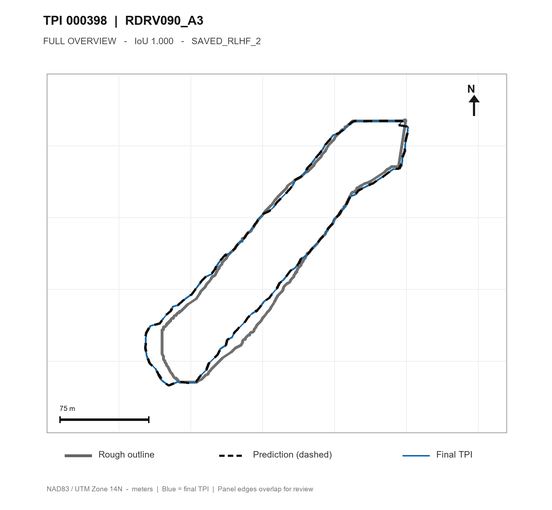 TPI 000398 | RDRV090_A3
FULL OVERVIEW - IoU 1.000 - SAVED_RLHF_2
N
75 m
Rough outline Prediction (dashed) Final TPI
NAD83 / UTM Zone 14N - meters | Blue = final TPI | Panel edges overlap for review